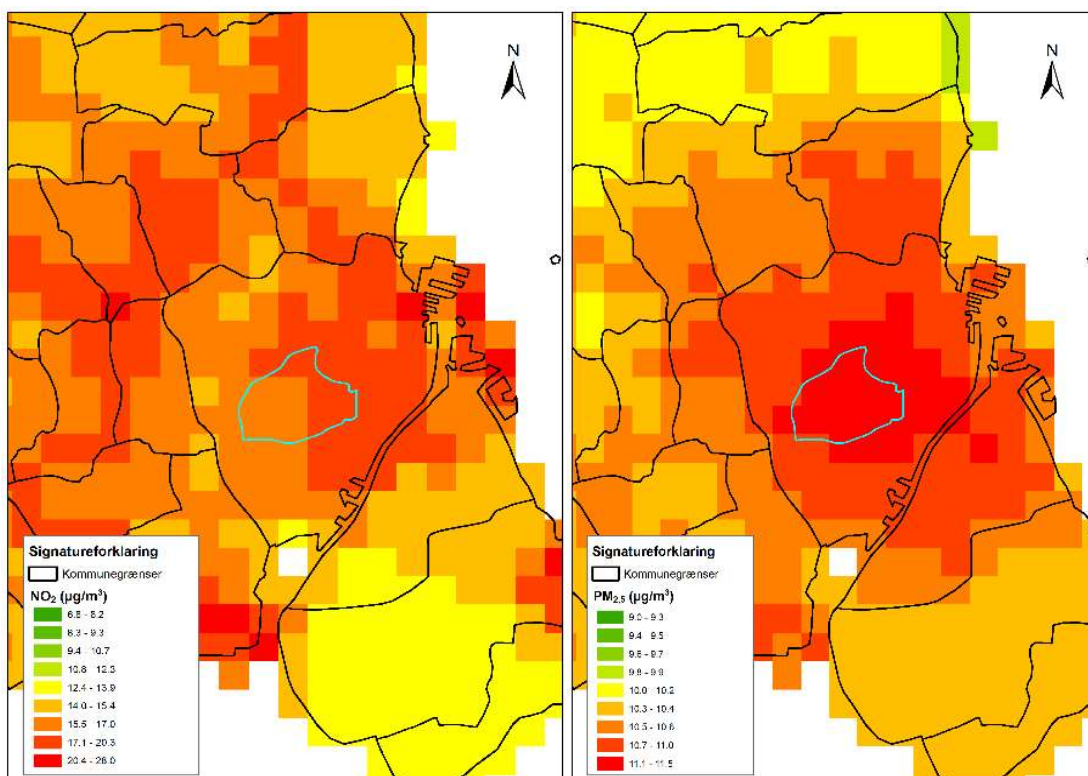 N
Signatureforklaring
Kommunegrænser
NO₂ (µg/m³)
- 8.2
8.3 - 9.3
9.4 - 10.7
10.8 - 12.3
12.4 - 13.9
14.0 - 15.4
15.5 - 17.0
17.1 - 20.3
20.4 -
N
Signatureforklaring
Kommunegrænser
PM₂.₅ (µg/m³)
9.0 - 9.3
9.4 - 9.5
9.6 - 9.7
9.8 - 9.9
10.0 - 10.2
10.3 - 10.4
10.5 - 10.6
10.7 - 11.0
11.1 - 11.5